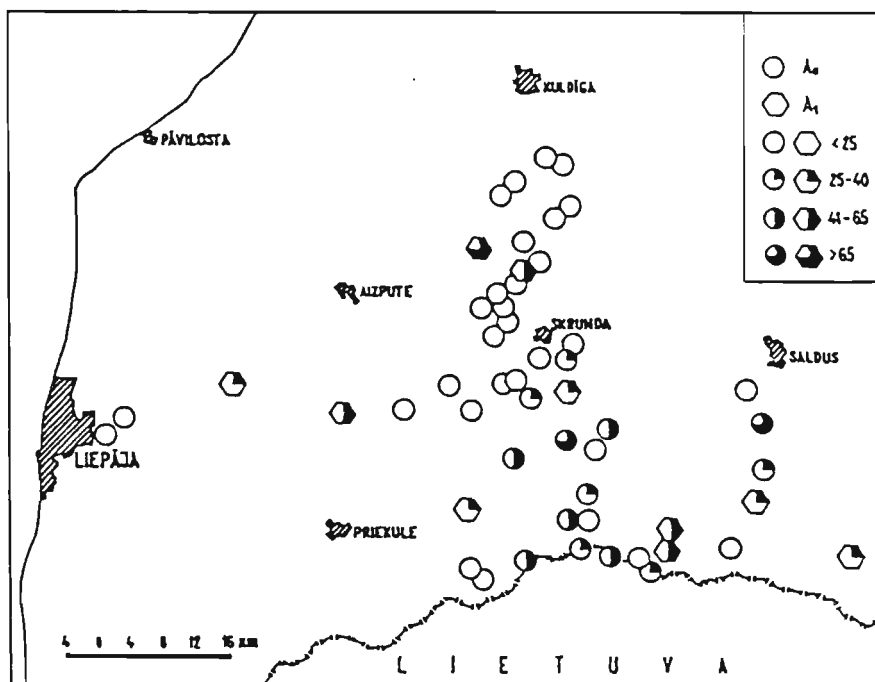 KULDĪGA
PĀVILOSTA
AIZPUTE
SKRUNDA
SALDUS
LIEPĀJA
PRIEKULE
A₀
A₁
<25
25-40
41-65
>65
4 0 4 8 12 16 KM
L I E T U V A